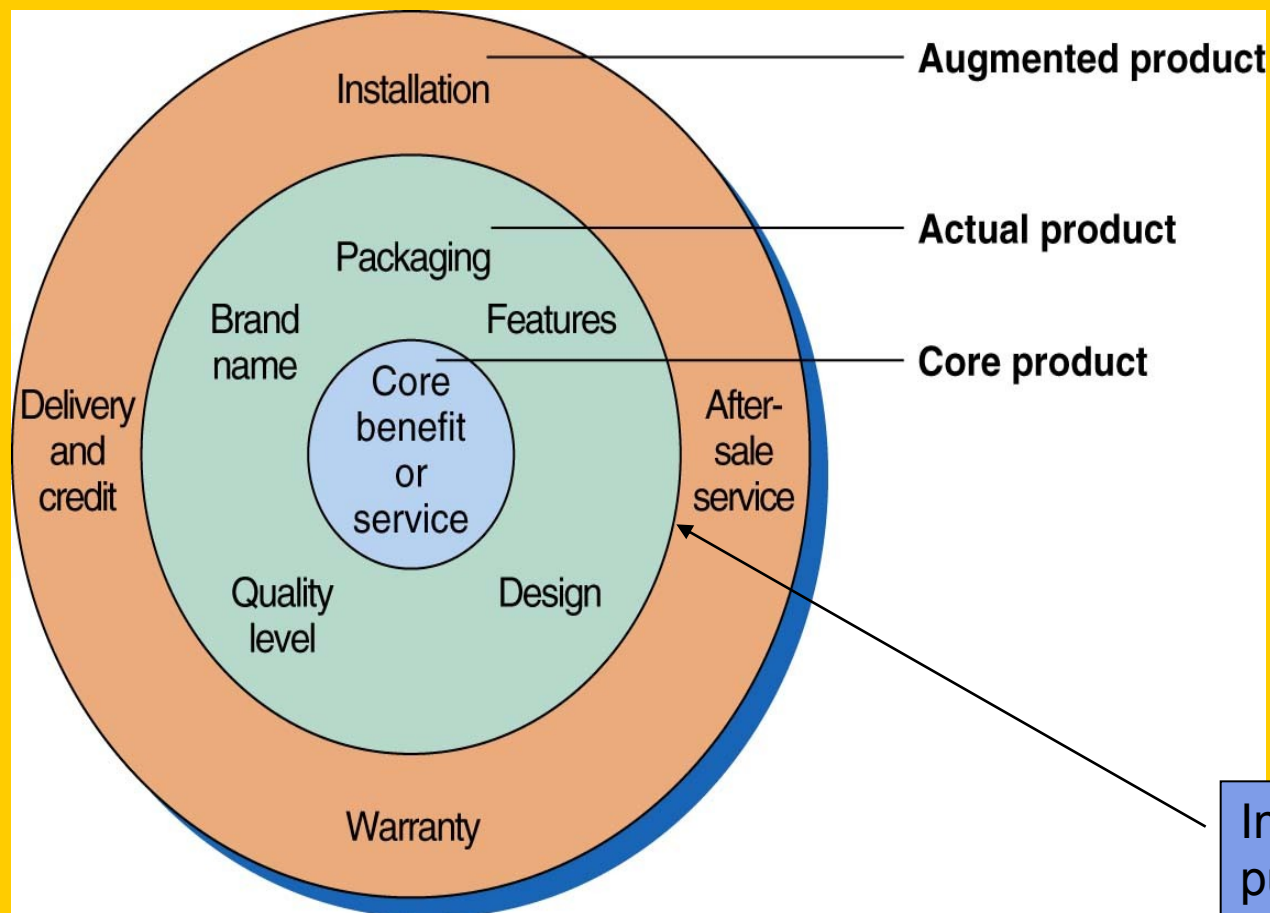 Augmented product
Installation
Actual product
Packaging
Brand
name
Features
Core product
Core
benefit
or
service
Delivery
and
credit
After-
sale
service
Quality
level
Design
Warranty